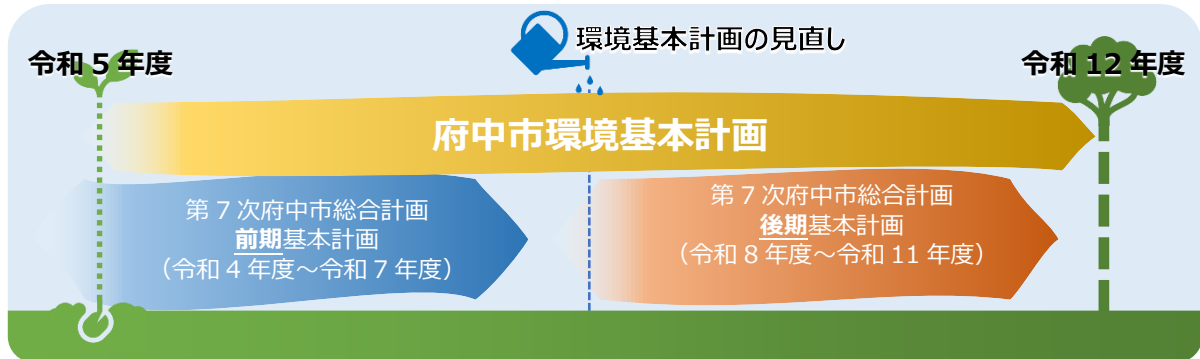 環境基本計画の見直し
令和５年度
令和 12 年度
府中市環境基本計画
第７次府中市総合計画
前期基本計画
（令和４年度～令和７年度）
第７次府中市総合計画
後期基本計画
（令和８年度～令和 11 年度）